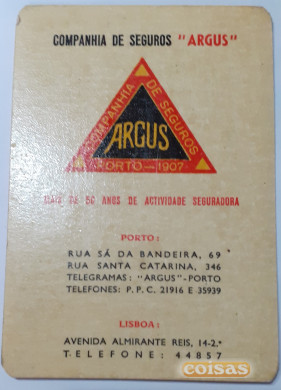 COMPANHIA DE SEGUROS "ARGUS"
COMPANHIA DE SEGUROS
ARGUS
PORTO—1907
MAIS DE 50 ANOS DE ACTIVIDADE SEGURADORA
PORTO:
RUA SÁ DA BANDEIRA, 69
RUA SANTA CATARINA, 346
TELEGRAMAS: "ARGUS"-PORTO
TELEFONES: P. P. C. 21916 E 35939
LISBOA:
AVENIDA ALMIRANTE REIS, 14-2.º
TELEFONE: 44857
coisas